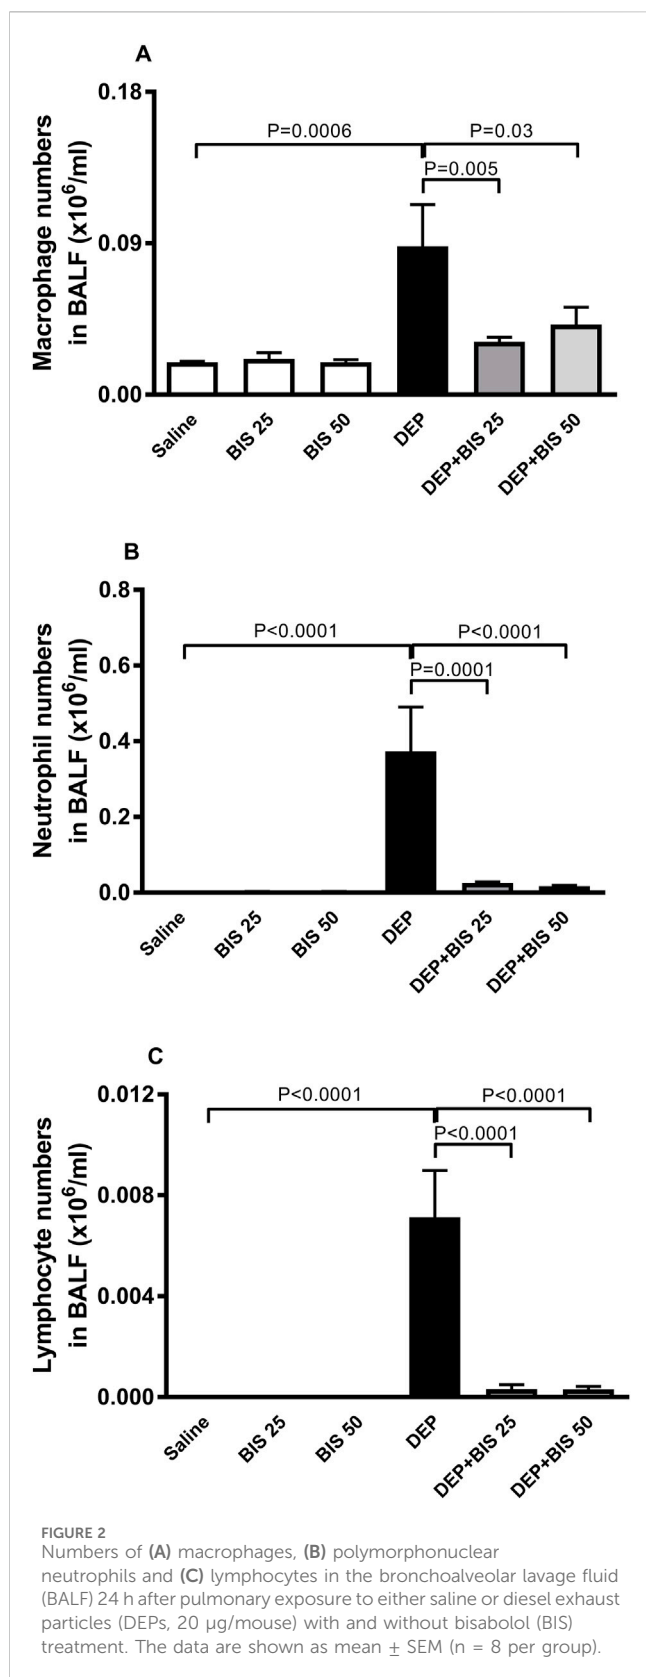 A
Macrophage numbers
in BALF (x10⁶/ml)
0.18
0.09
0.00
P=0.0006
P=0.03
P=0.005
Saline
BIS 25
BIS 50
DEP
DEP+BIS 25
DEP+BIS 50
B
Neutrophil numbers
in BALF (x10⁶/ml)
0.8
0.6
0.4
0.2
0.0
P<0.0001
P<0.0001
P=0.0001
Saline
BIS 25
BIS 50
DEP
DEP+BIS 25
DEP+BIS 50
C
Lymphocyte numbers
in BALF (x10⁶/ml)
0.012
0.008
0.004
0.000
P<0.0001
P<0.0001
P<0.0001
Saline
BIS 25
BIS 50
DEP
DEP+BIS 25
DEP+BIS 50
FIGURE 2
Numbers of (A) macrophages, (B) polymorphonuclear
neutrophils and (C) lymphocytes in the bronchoalveolar lavage fluid
(BALF) 24 h after pulmonary exposure to either saline or diesel exhaust
particles (DEPs, 20 μg/mouse) with and without bisabolol (BIS)
treatment. The data are shown as mean ± SEM (n = 8 per group).